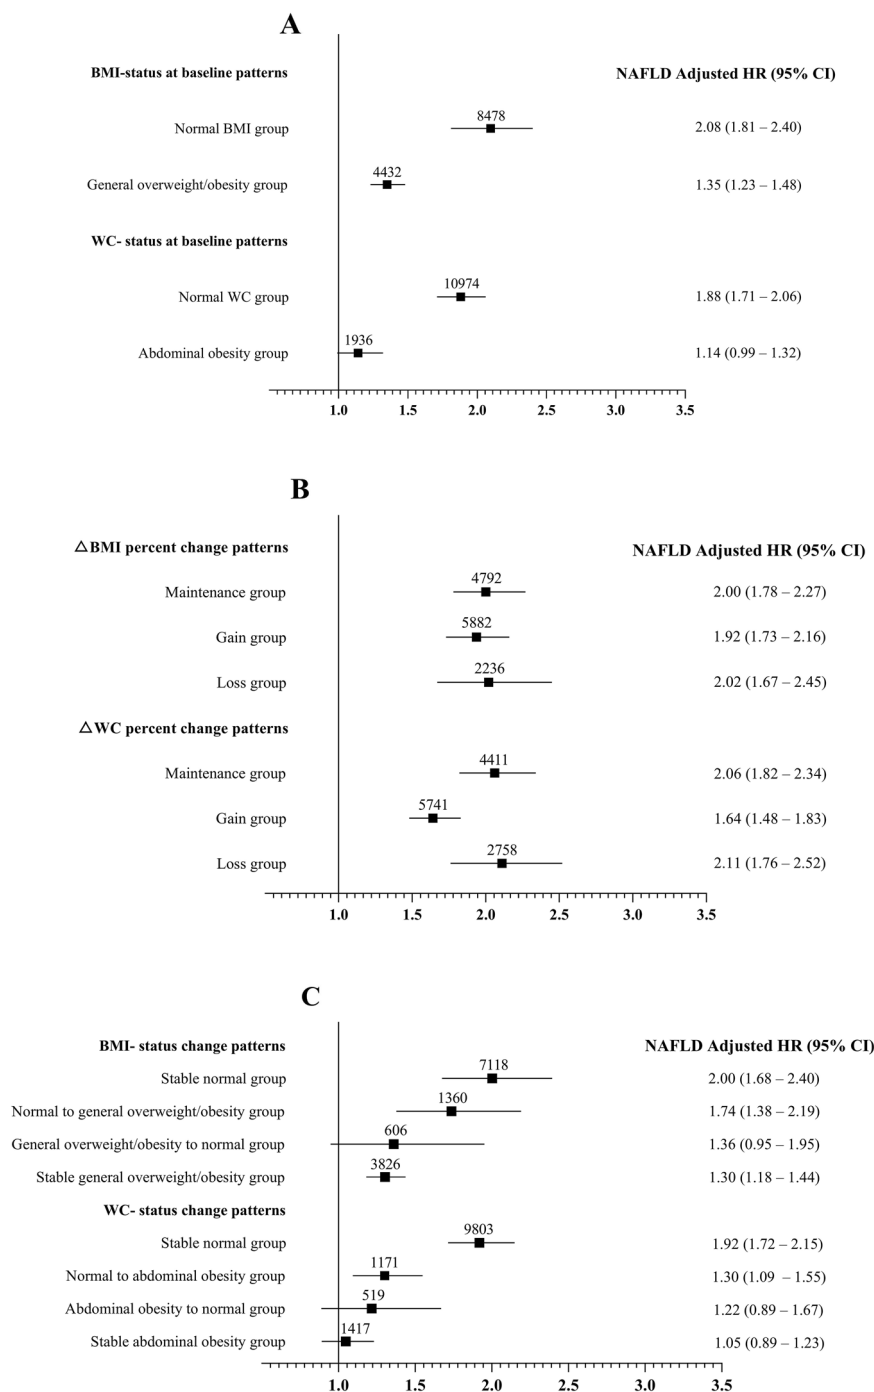 A
BMI-status at baseline patterns NAFLD Adjusted HR (95% CI)
8478
Normal BMI group 2.08 (1.81 – 2.40)
4432
General overweight/obesity group 1.35 (1.23 – 1.48)
WC- status at baseline patterns
10974
Normal WC group 1.88 (1.71 – 2.06)
1936
Abdominal obesity group 1.14 (0.99 – 1.32)
1.0 1.5 2.0 2.5 3.0 3.5
B
△BMI percent change patterns NAFLD Adjusted HR (95% CI)
4792
Maintenance group 2.00 (1.78 – 2.27)
5882
Gain group 1.92 (1.73 – 2.16)
2236
Loss group 2.02 (1.67 – 2.45)
△WC percent change patterns
4411
Maintenance group 2.06 (1.82 – 2.34)
5741
Gain group 1.64 (1.48 – 1.83)
2758
Loss group 2.11 (1.76 – 2.52)
1.0 1.5 2.0 2.5 3.0 3.5
C
BMI- status change patterns NAFLD Adjusted HR (95% CI)
7118
Stable normal group 2.00 (1.68 – 2.40)
1360
Normal to general overweight/obesity group 1.74 (1.38 – 2.19)
606
General overweight/obesity to normal group 1.36 (0.95 – 1.95)
3826
Stable general overweight/obesity group 1.30 (1.18 – 1.44)
WC- status change patterns
9803
Stable normal group 1.92 (1.72 – 2.15)
1171
Normal to abdominal obesity group 1.30 (1.09 – 1.55)
519
Abdominal obesity to normal group 1.22 (0.89 – 1.67)
1417
Stable abdominal obesity group 1.05 (0.89 – 1.23)
1.0 1.5 2.0 2.5 3.0 3.5